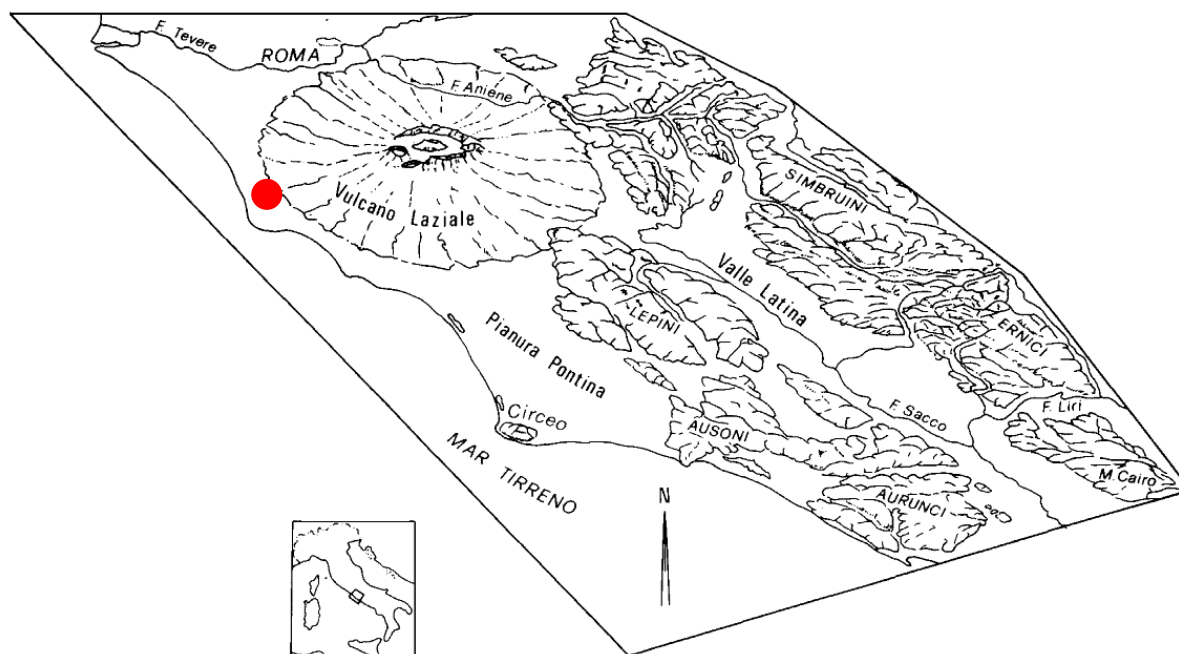 F. Tevere
ROMA
F. Aniene
Vulcano Laziale
SIMBRUINI
Valle Latina
LEPINI
ERNICI
Pianura Pontina
Circeo
F. Sacco
F. Liri
AUSONI
MAR TIRRENO
M. Cairo
AURUNCI
N